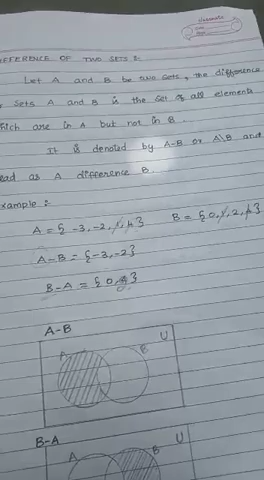 DIFFERENCE OF TWO SETS :
Let A and B be two sets, the difference
sets A and B is the set of all elements
which are in A but not in B.
It is denoted by A-B or A\B and
read as A difference B.
Example :
A = { -3, -2, 1, 4 } B = { 0, 1, 2, 4 }
A-B = { -3, -2 }
B-A = { 0, }
A-B
U
A
B
B-A
U
A
B